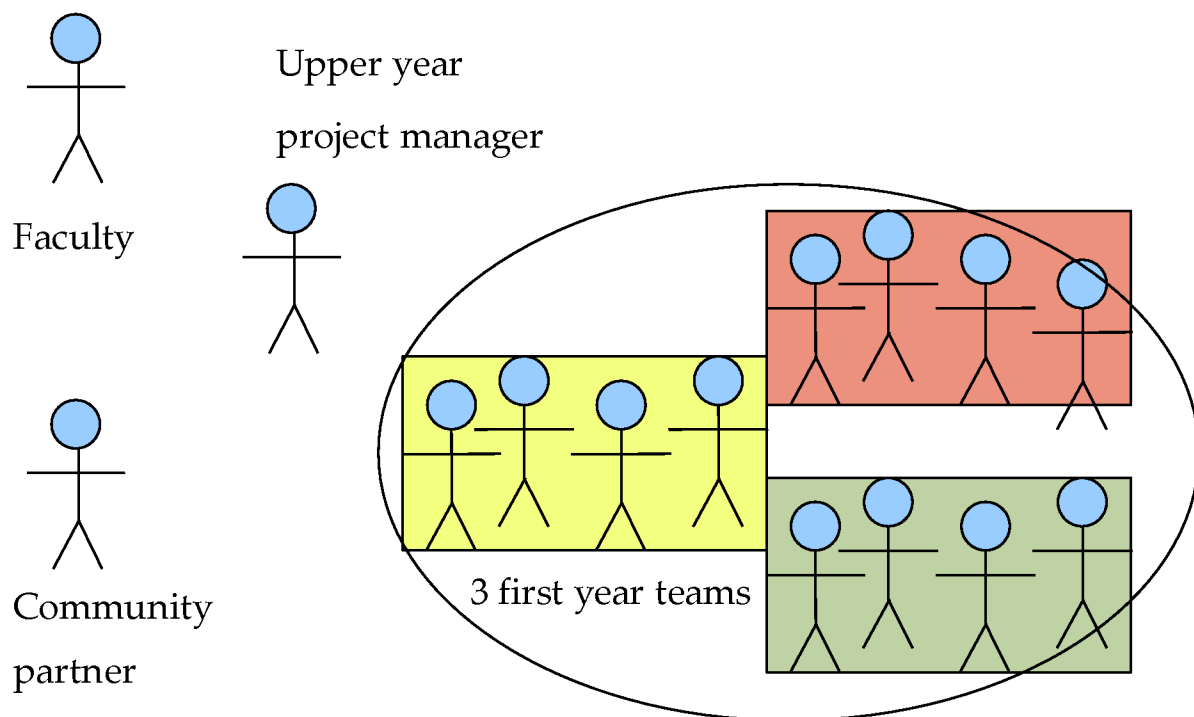 Upper year
project manager
Faculty
3 first year teams
Community
partner